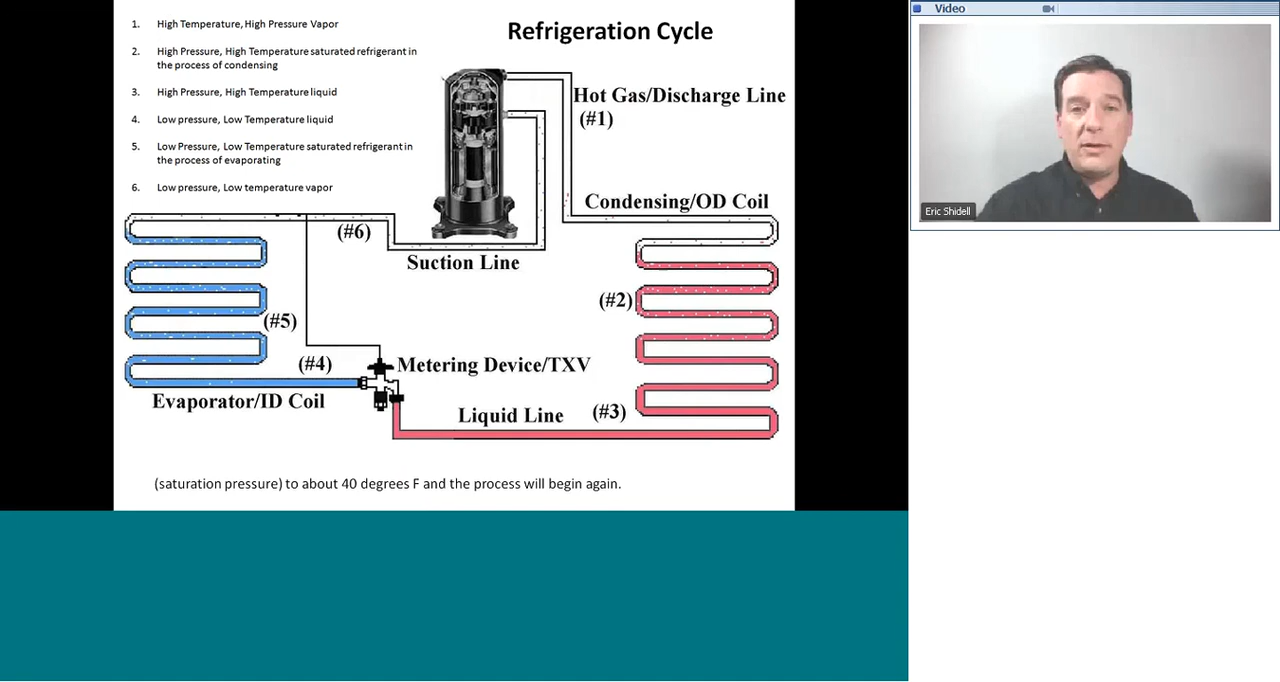 Refrigeration Cycle
1. High Temperature, High Pressure Vapor
2. High Pressure, High Temperature saturated refrigerant in
the process of condensing
3. High Pressure, High Temperature liquid
4. Low pressure, Low Temperature liquid
5. Low Pressure, Low Temperature saturated refrigerant in
the process of evaporating
6. Low pressure, Low temperature vapor
Hot Gas/Discharge Line
(#1)
Condensing/OD Coil
(#6)
Suction Line
(#2)
(#5)
(#4)
Metering Device/TXV
Evaporator/ID Coil
Liquid Line
(#3)
(saturation pressure) to about 40 degrees F and the process will begin again.
Video
Eric Shidell